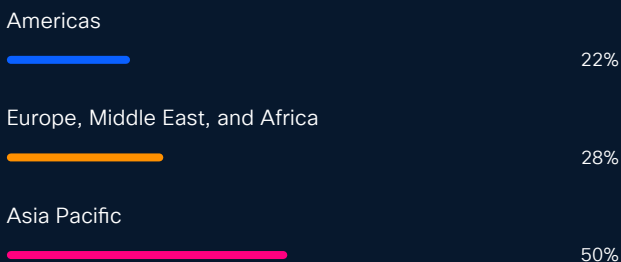 Americas
22%
Europe, Middle East, and Africa
28%
Asia Pacific
50%